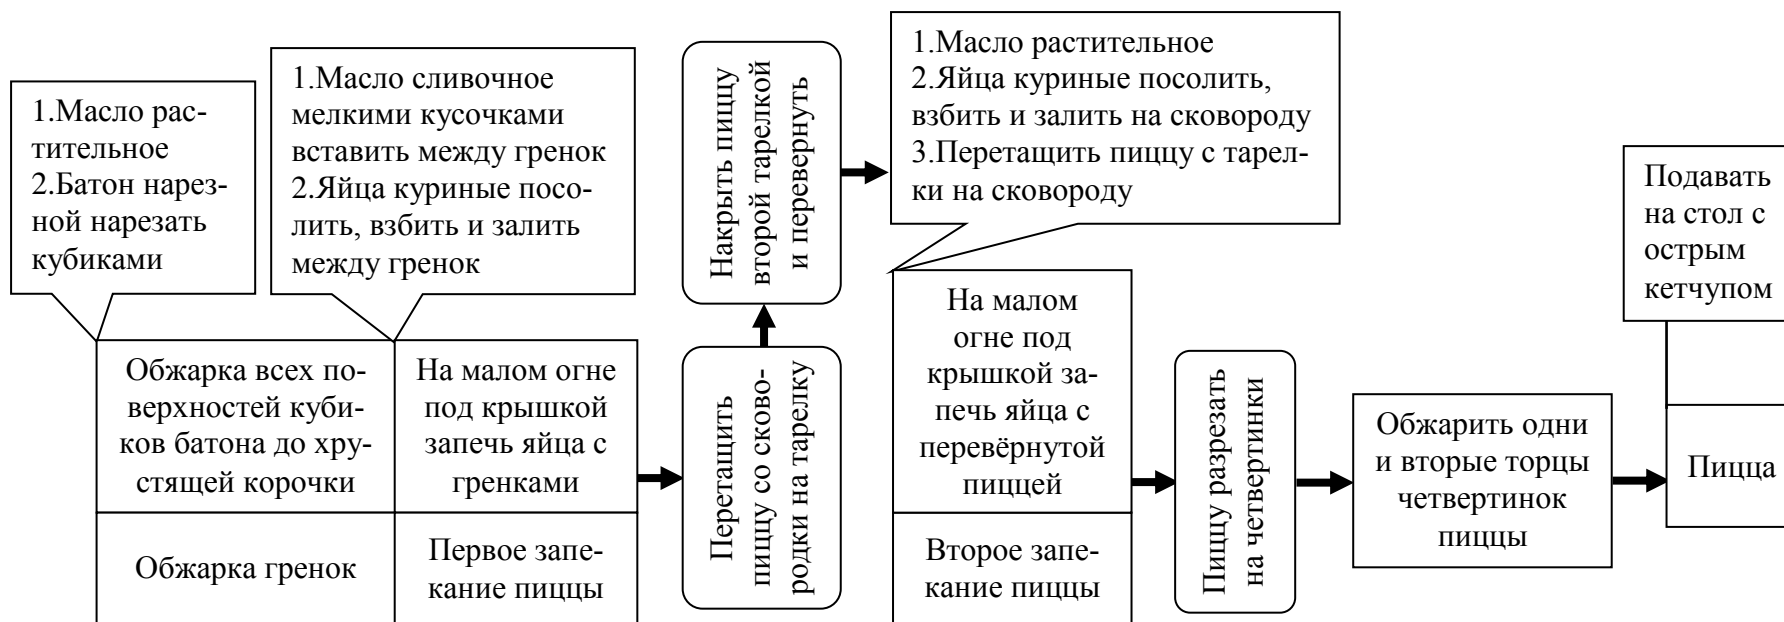 1.Масло рас-
тительное
2.Батон нарез-
ной нарезать
кубиками
1.Масло сливочное
мелкими кусочками
вставить между гренок
2.Яйца куриные посо-
лить, взбить и залить
между гренок
Обжарка всех по-
верхностей куби-
ков батона до хру-
стящей корочки
Обжарка гренок
На малом огне
под крышкой
запечь яйца с
гренками
Первое запе-
кание пиццы
Перетащить
пиццу со сково-
родки на тарелку
Накрыть пиццу
второй тарелкой
и перевернуть
1.Масло растительное
2.Яйца куриные посолить,
взбить и залить на сковороду
3.Перетащить пиццу с тарел-
ки на сковороду
На малом
огне под
крышкой за-
печь яйца с
перевёрнутой
пиццей
Второе запе-
кание пиццы
Пиццу разрезать
на четвертинки
Обжарить одни
и вторые торцы
четвертинок
пиццы
Подавать
на стол с
острым
кетчупом
Пицца